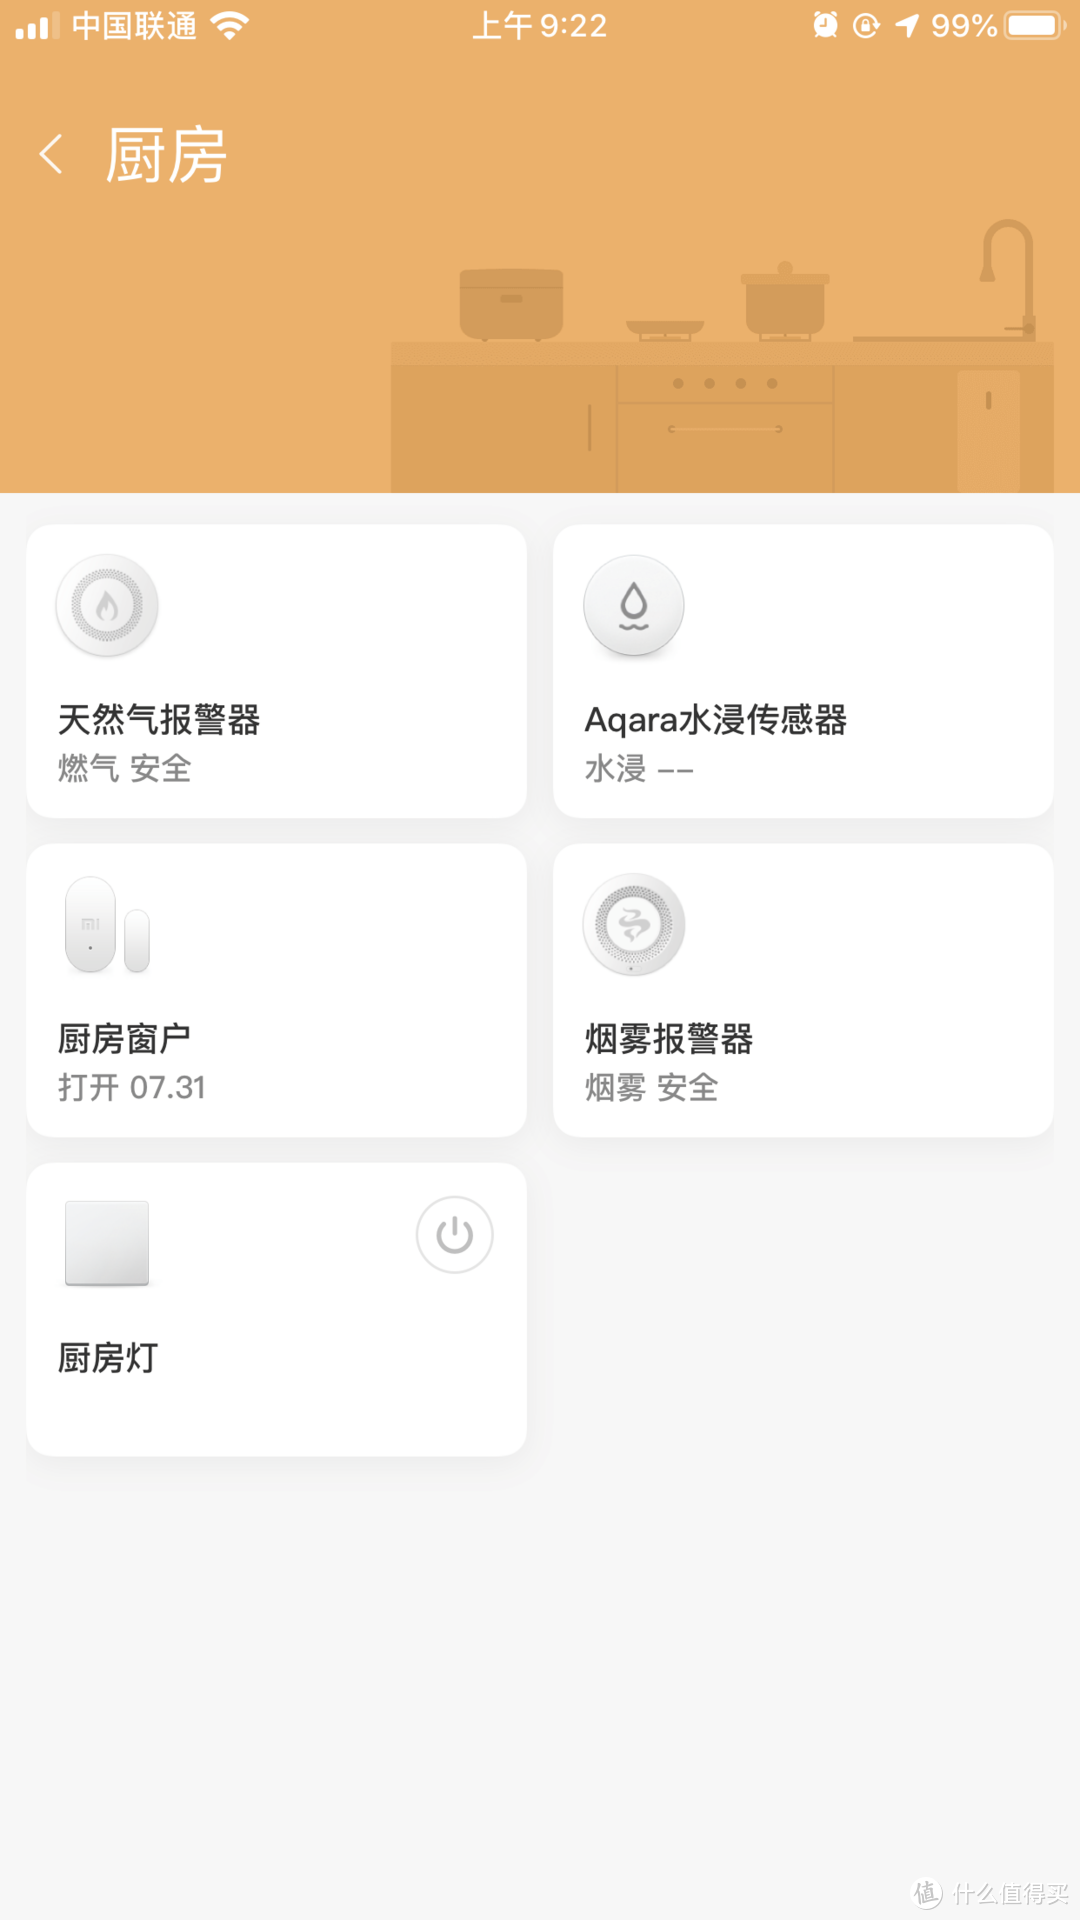 中国联通
上午9:22
99%
厨房
天然气报警器
燃气 安全
Aqara水浸传感器
水浸 --
mi
厨房窗户
打开 07.31
烟雾报警器
烟雾 安全
厨房灯
值 什么值得买